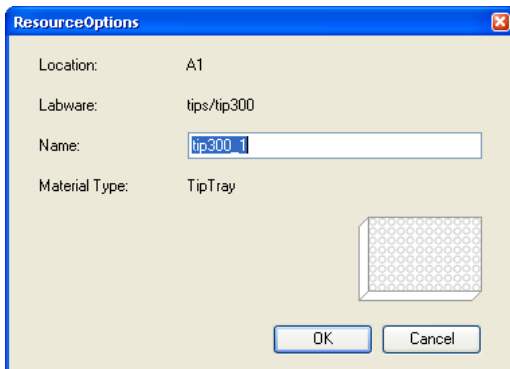 ResourceOptions
Location: A1
Labware: tips/tip300
Name: tip300_1
Material Type: TipTray
OK Cancel